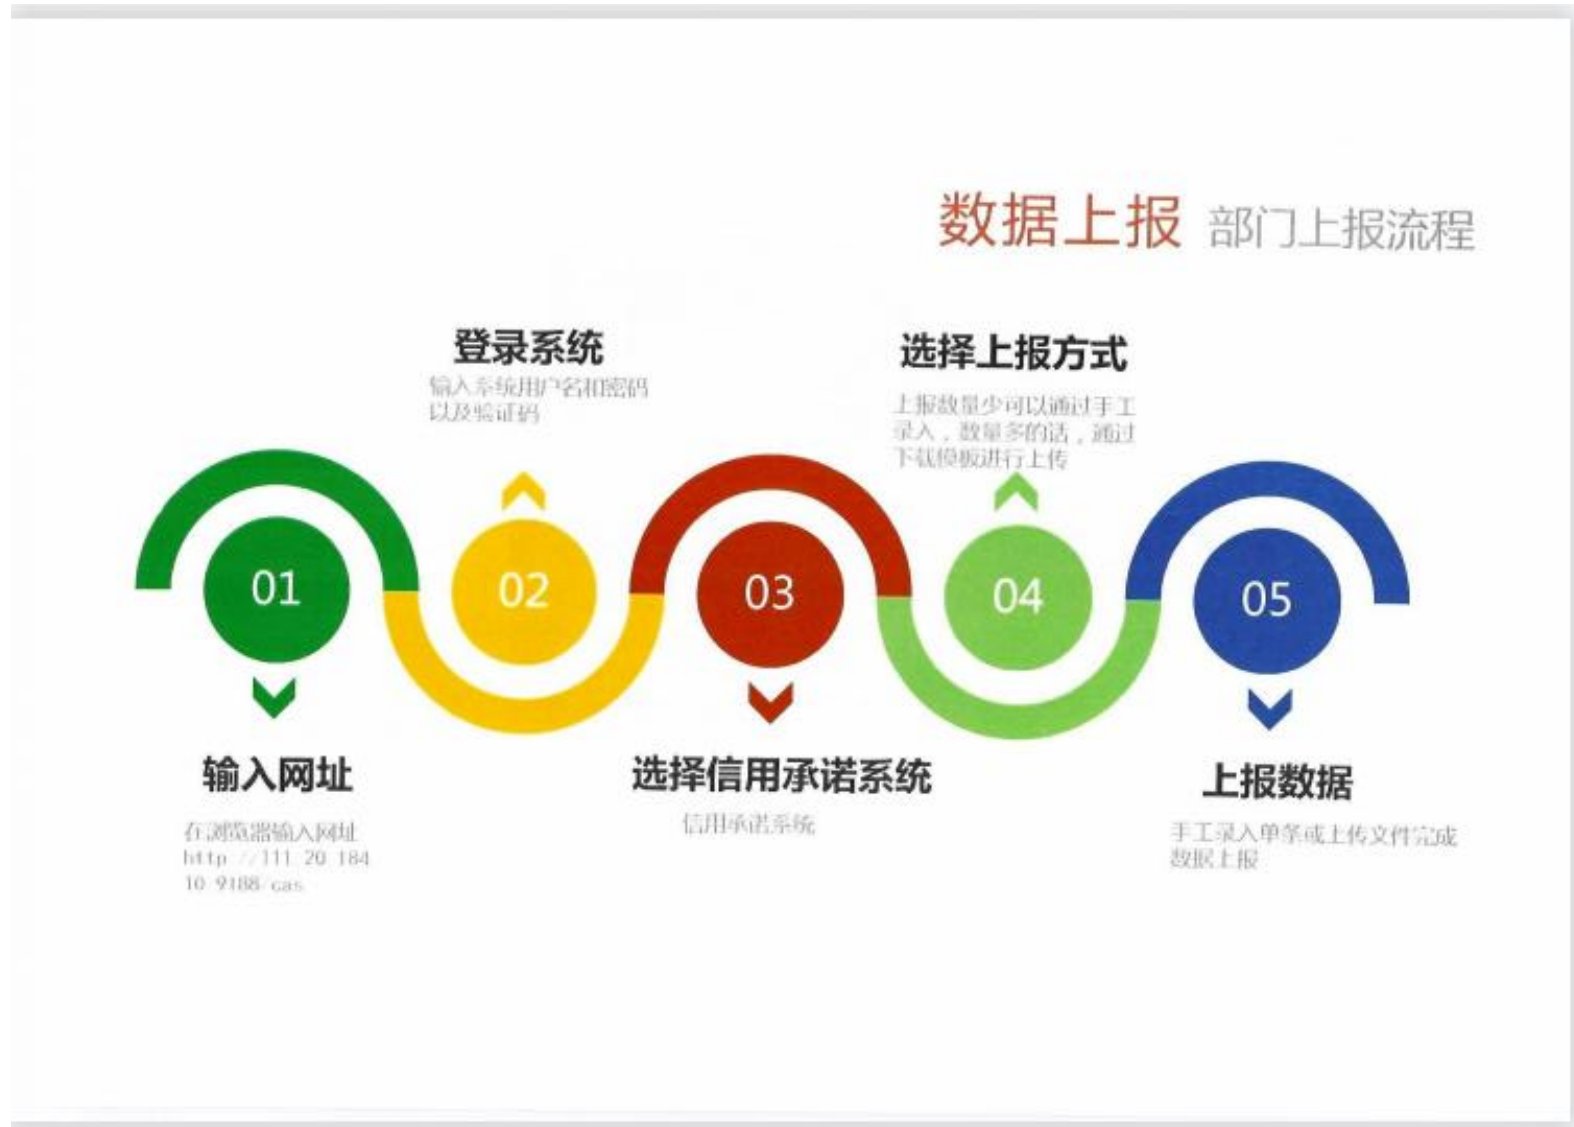 数据上报 部门上报流程
登录系统
输入系统用户名和密码
以及验证码
选择上报方式
上报数量少可以通过手工
录入，数量多的话，通过
下载模板进行上传
01
02
03
04
05
输入网址
在浏览器输入网址
http://111 20 184
10 9188/cas
选择信用承诺系统
信用承诺系统
上报数据
手工录入单条或上传文件完成
数据上报